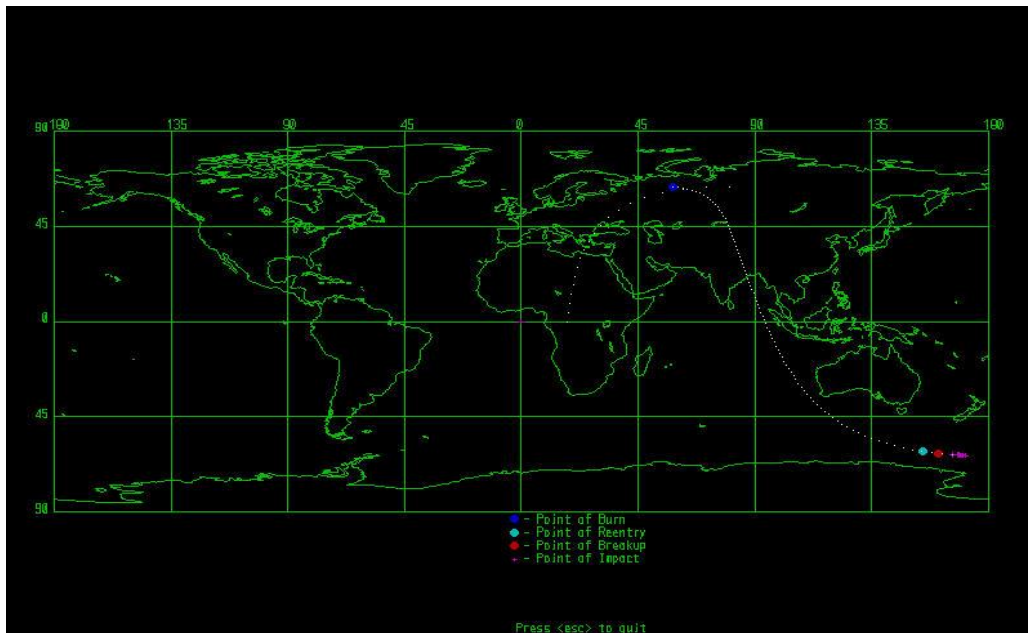 90 180 135 90 45 0 45 90 135 180
45
0
45
90
- Point of Burn
- Point of Reentry
- Point of Breakup
- Point of Impact
Press <esc> to quit